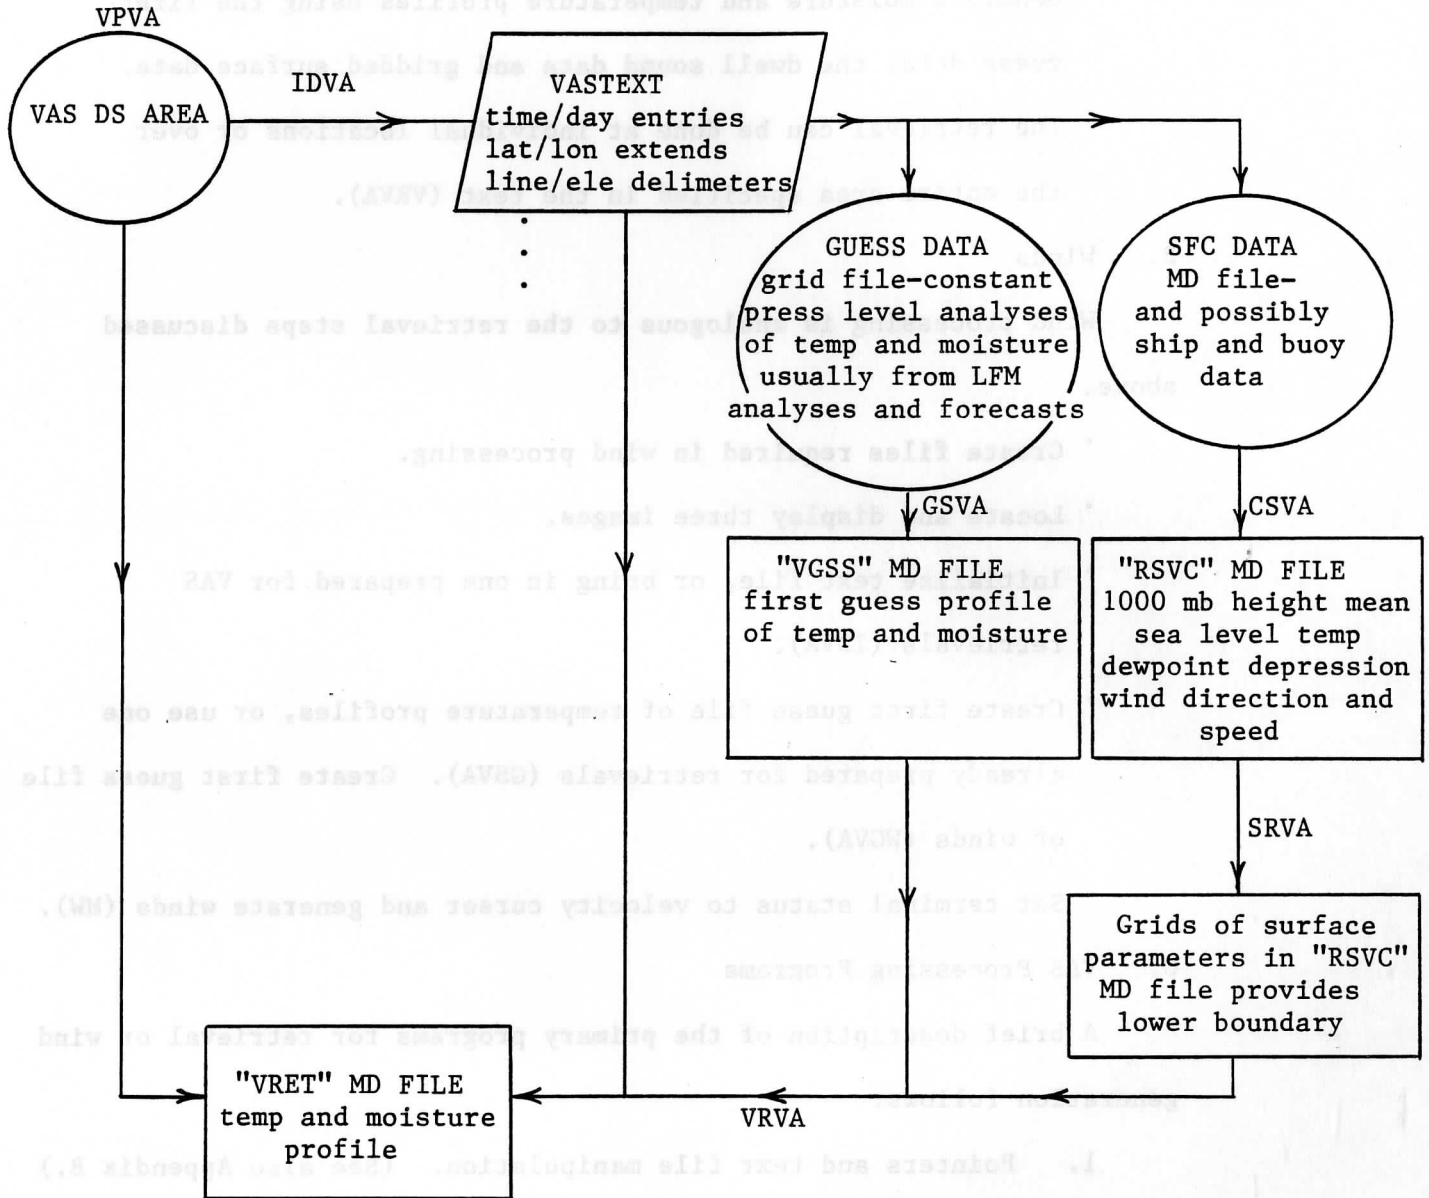 VPVA
VAS DS AREA
IDVA
VASTEXT
time/day entries
lat/lon extends
line/ele delimeters
GUESS DATA
grid file-constant
press level analyses
of temp and moisture
usually from LFM
analyses and forecasts
SFC DATA
MD file-
and possibly
ship and buoy
data
GSVA
CSVA
"VGSS" MD FILE
first guess profile
of temp and moisture
"RSVC" MD FILE
1000 mb height mean
sea level temp
dewpoint depression
wind direction and
speed
SRVA
Grids of surface
parameters in "RSVC"
MD file provides
lower boundary
"VRET" MD FILE
temp and moisture
profile
VRVA